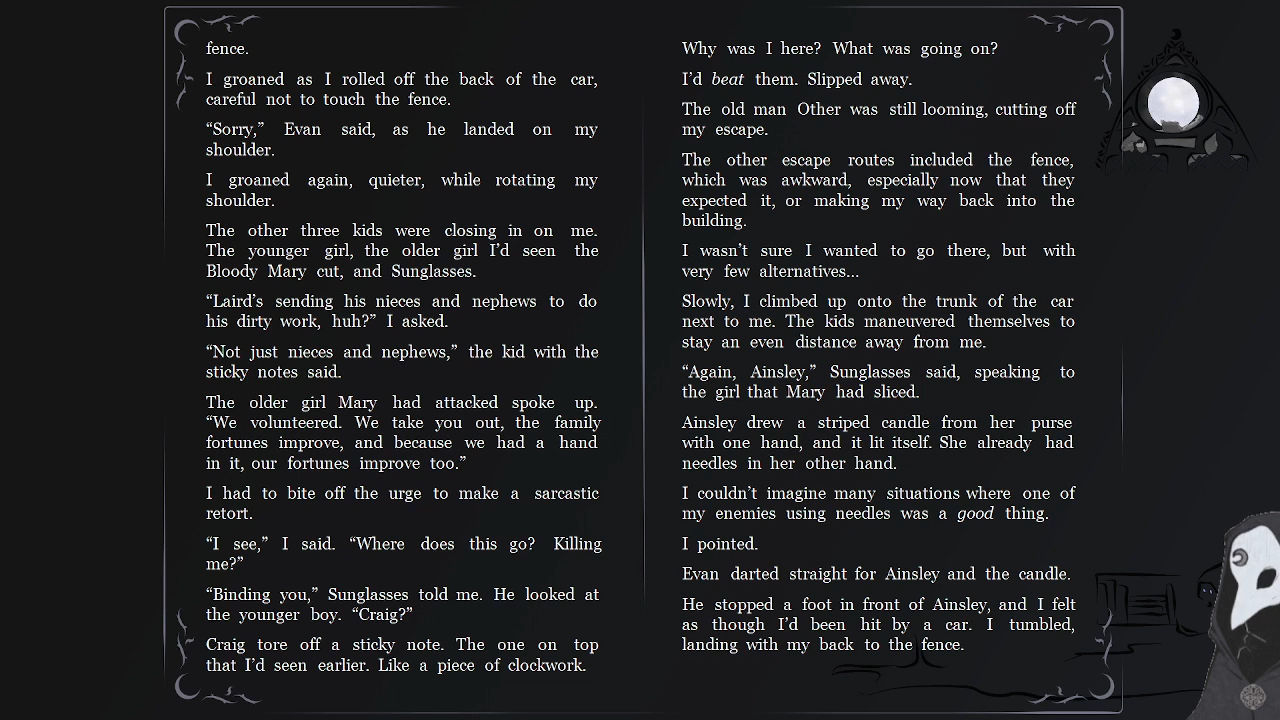 fence.
I groaned as I rolled off the back of the car,
careful not to touch the fence.
“Sorry,” Evan said, as he landed on my
shoulder.
I groaned again, quieter, while rotating my
shoulder.
The other three kids were closing in on me.
The younger girl, the older girl I’d seen the
Bloody Mary cut, and Sunglasses.
“Laird’s sending his nieces and nephews to do
his dirty work, huh?” I asked.
“Not just nieces and nephews,” the kid with the
sticky notes said.
The older girl Mary had attacked spoke up.
“We volunteered. We take you out, the family
fortunes improve, and because we had a hand
in it, our fortunes improve too.”
I had to bite off the urge to make a sarcastic
retort.
“I see,” I said. “Where does this go? Killing
me?”
“Binding you,” Sunglasses told me. He looked at
the younger boy. “Craig?”
Craig tore off a sticky note. The one on top
that I’d seen earlier. Like a piece of clockwork.
Why was I here? What was going on?
I’d beat them. Slipped away.
The old man Other was still looming, cutting off
my escape.
The other escape routes included the fence,
which was awkward, especially now that they
expected it, or making my way back into the
building.
I wasn’t sure I wanted to go there, but with
very few alternatives...
Slowly, I climbed up onto the trunk of the car
next to me. The kids maneuvered themselves to
stay an even distance away from me.
“Again, Ainsley,” Sunglasses said, speaking to
the girl that Mary had sliced.
Ainsley drew a striped candle from her purse
with one hand, and it lit itself. She already had
needles in her other hand.
I couldn’t imagine many situations where one of
my enemies using needles was a good thing.
I pointed.
Evan darted straight for Ainsley and the candle.
He stopped a foot in front of Ainsley, and I felt
as though I’d been hit by a car. I tumbled,
landing with my back to the fence.